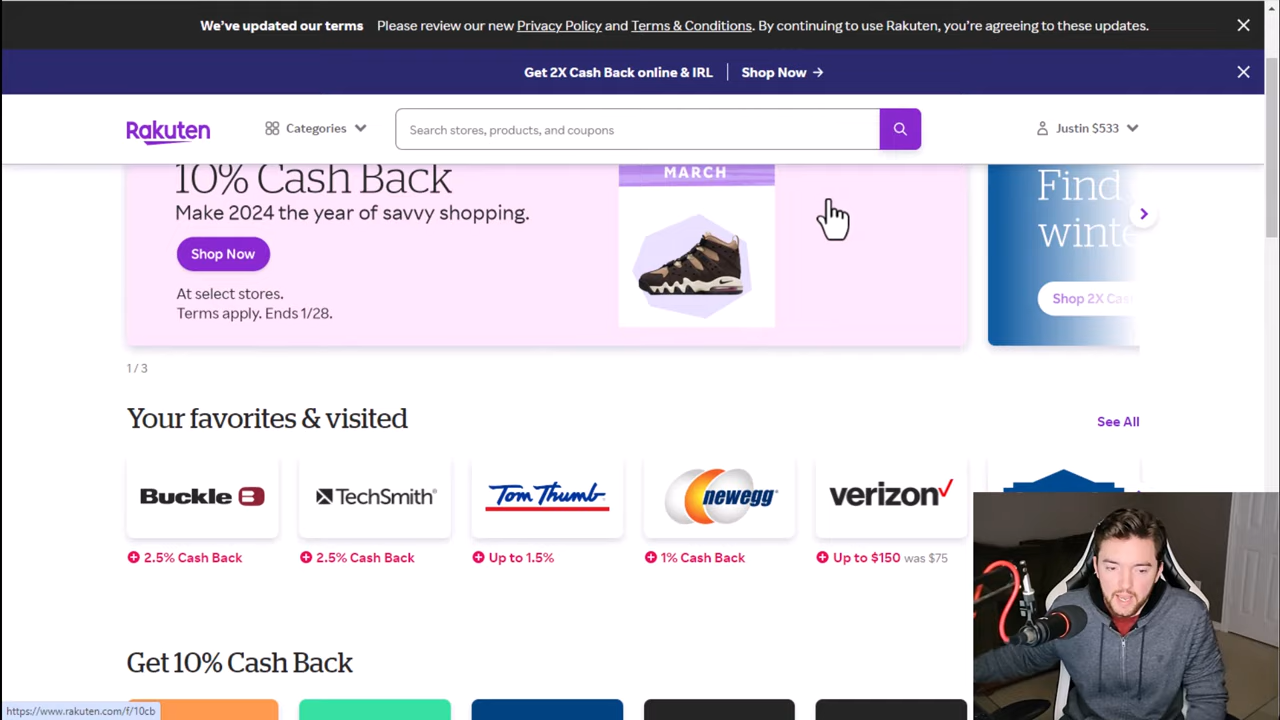 We've updated our terms Please review our new Privacy Policy and Terms & Conditions. By continuing to use Rakuten, you're agreeing to these updates.
Get 2X Cash Back online & IRL Shop Now →
Rakuten Categories Search stores, products, and coupons Justin $533
10% Cash Back
Make 2024 the year of savvy shopping.
Shop Now
At select stores.
Terms apply. Ends 1/28.
MARCH
Find
winte
Shop 2X Cas
1 / 3
Your favorites & visited See All
Buckle B
TechSmith
Tom Thumb
newegg
verizon
2.5% Cash Back
2.5% Cash Back
Up to 1.5%
1% Cash Back
Up to $150 was $75
Get 10% Cash Back
https://www.rakuten.com/f/10cb